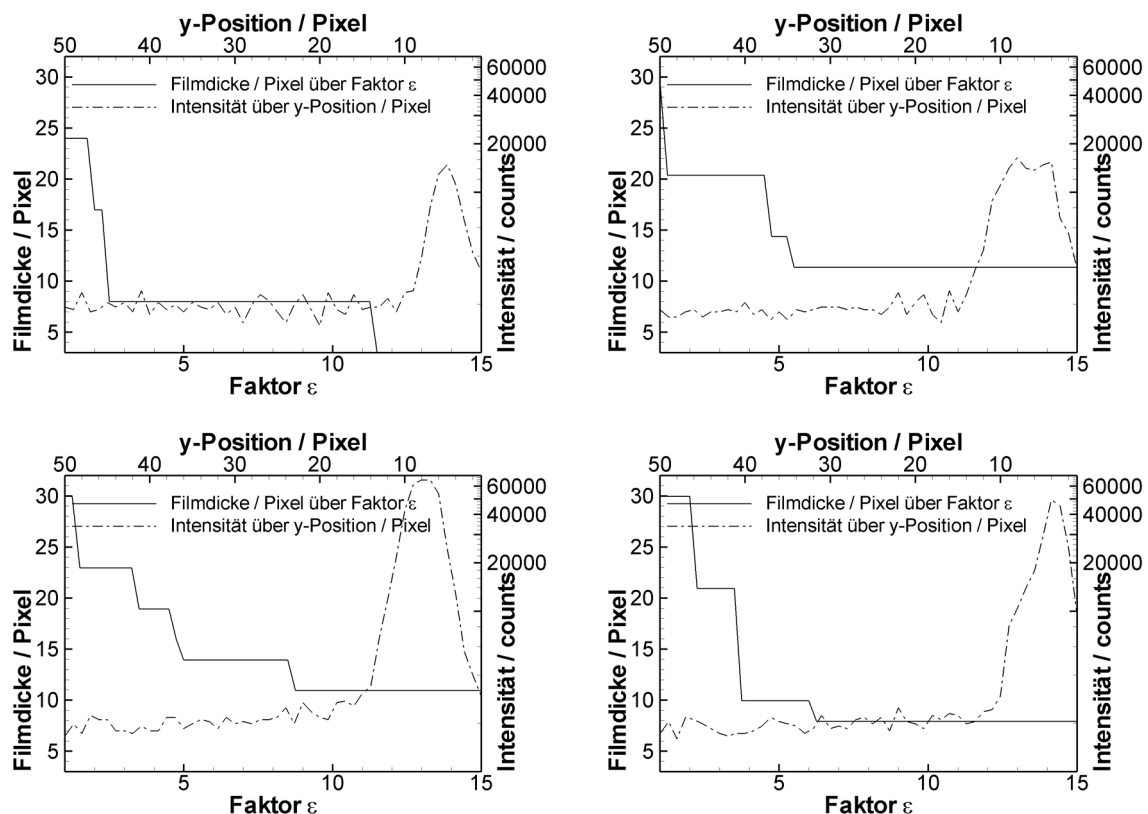 y-Position / Pixel
50 40 30 20 10
Filmdicke / Pixel über Faktor ε
Intensität über y-Position / Pixel
Filmdicke / Pixel
30
25
20
15
10
5
60000
40000
20000
Intensität / counts
5 10 15
Faktor ε
y-Position / Pixel
50 40 30 20 10
Filmdicke / Pixel über Faktor ε
Intensität über y-Position / Pixel
Filmdicke / Pixel
30
25
20
15
10
5
60000
40000
20000
Intensität / counts
5 10 15
Faktor ε
y-Position / Pixel
50 40 30 20 10
Filmdicke / Pixel über Faktor ε
Intensität über y-Position / Pixel
Filmdicke / Pixel
30
25
20
15
10
5
60000
40000
20000
Intensität / counts
5 10 15
Faktor ε
y-Position / Pixel
50 40 30 20 10
Filmdicke / Pixel über Faktor ε
Intensität über y-Position / Pixel
Filmdicke / Pixel
30
25
20
15
10
5
60000
40000
20000
Intensität / counts
5 10 15
Faktor ε